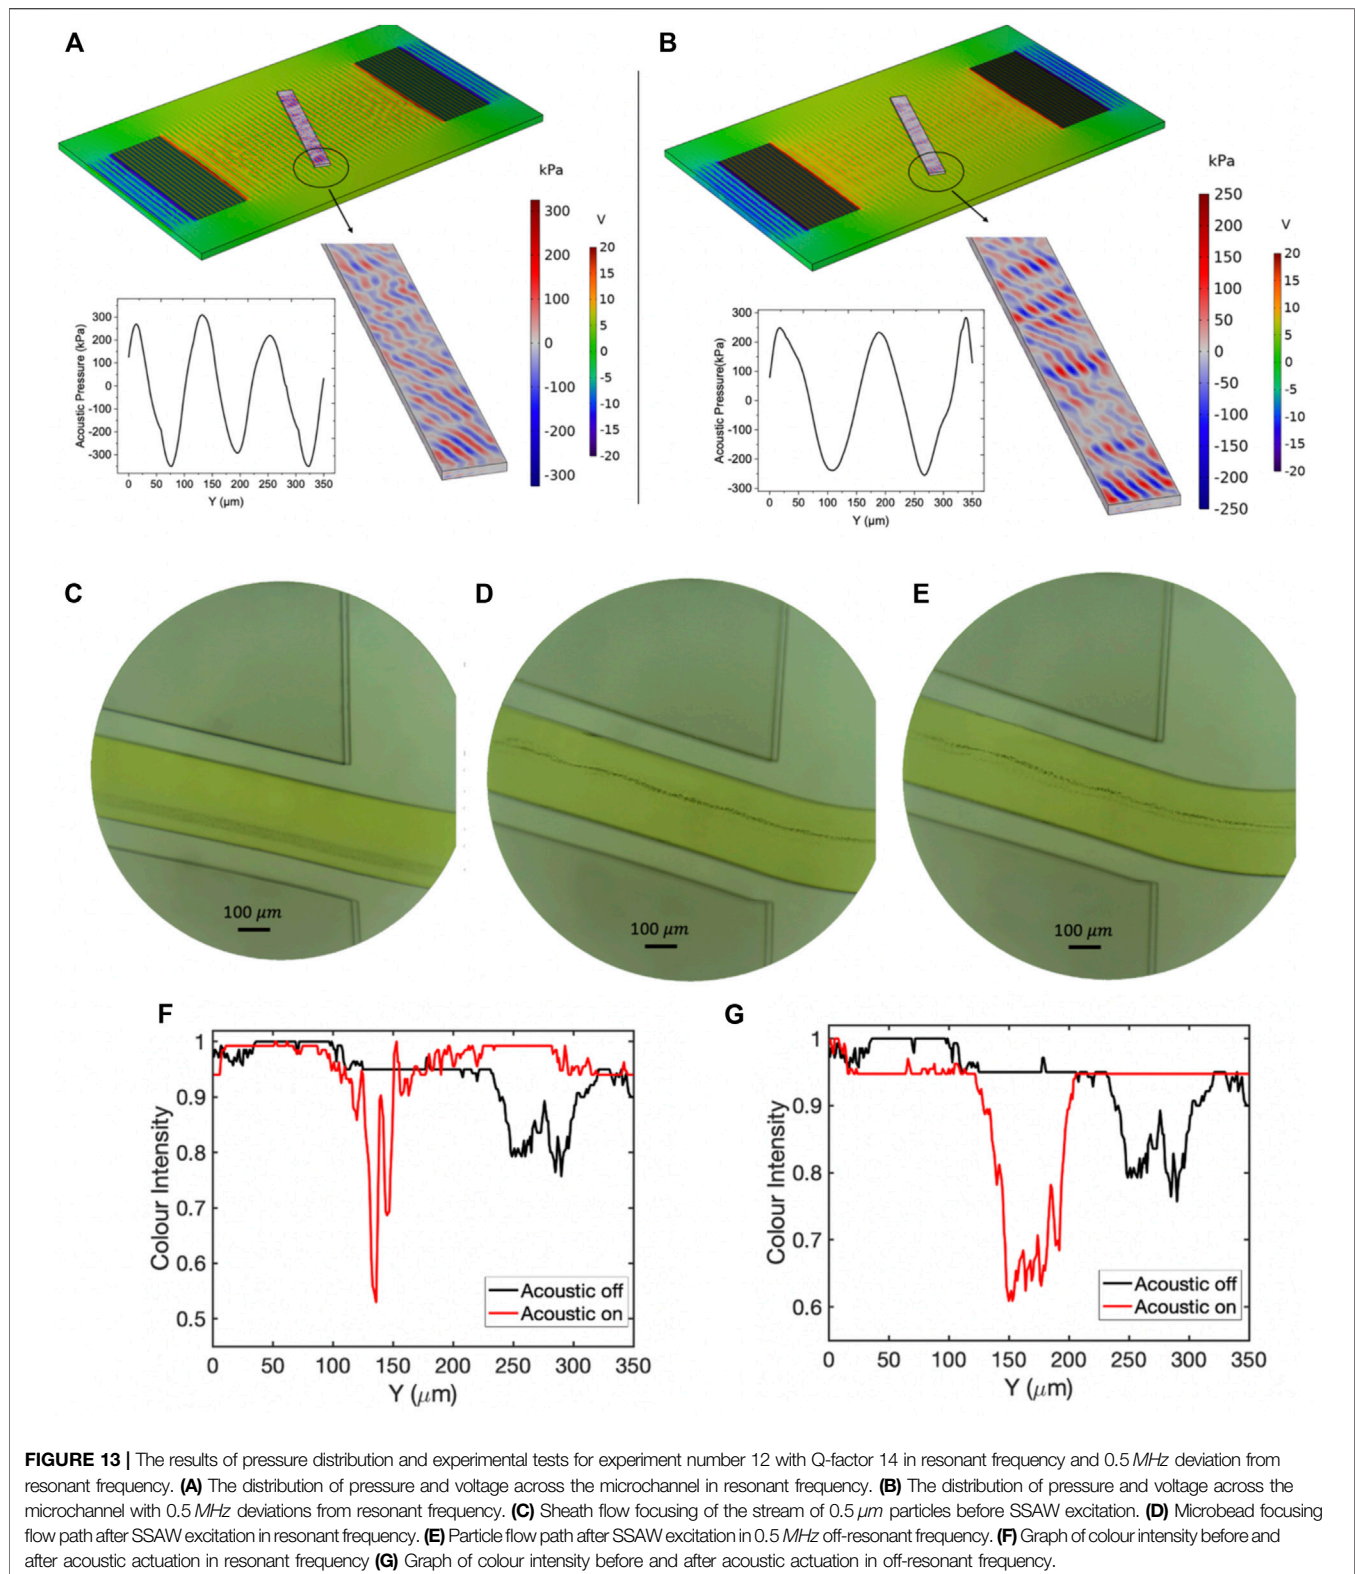 A
B
kPa
300
200
100
0
-100
-200
-300
V
20
15
10
5
0
-5
-10
-15
-20
kPa
250
200
150
100
50
0
-50
-100
-150
-200
-250
V
20
15
10
5
0
-5
-10
-15
-20
Acoustic Pressure (kPa)
300
200
100
0
-100
-200
-300
0 50 100 150 200 250 300 350
Y (μm)
Acoustic Pressure(kPa)
300
200
100
0
-100
-200
-300
0 50 100 150 200 250 300 350
Y (μm)
C
D
E
100 μm
100 μm
100 μm
F
Colour Intensity
1
0.9
0.8
0.7
0.6
0.5
Acoustic off
Acoustic on
0 50 100 150 200 250 300 350
Y (μm)
G
Colour Intensity
1
0.9
0.8
0.7
0.6
Acoustic off
Acoustic on
0 50 100 150 200 250 300 350
Y (μm)
FIGURE 13 | The results of pressure distribution and experimental tests for experiment number 12 with Q-factor 14 in resonant frequency and 0.5 MHz deviation from
resonant frequency. (A) The distribution of pressure and voltage across the microchannel in resonant frequency. (B) The distribution of pressure and voltage across the
microchannel with 0.5 MHz deviations from resonant frequency. (C) Sheath flow focusing of the stream of 0.5 μm particles before SSAW excitation. (D) Microbead focusing
flow path after SSAW excitation in resonant frequency. (E) Particle flow path after SSAW excitation in 0.5 MHz off-resonant frequency. (F) Graph of colour intensity before and
after acoustic actuation in resonant frequency (G) Graph of colour intensity before and after acoustic actuation in off-resonant frequency.